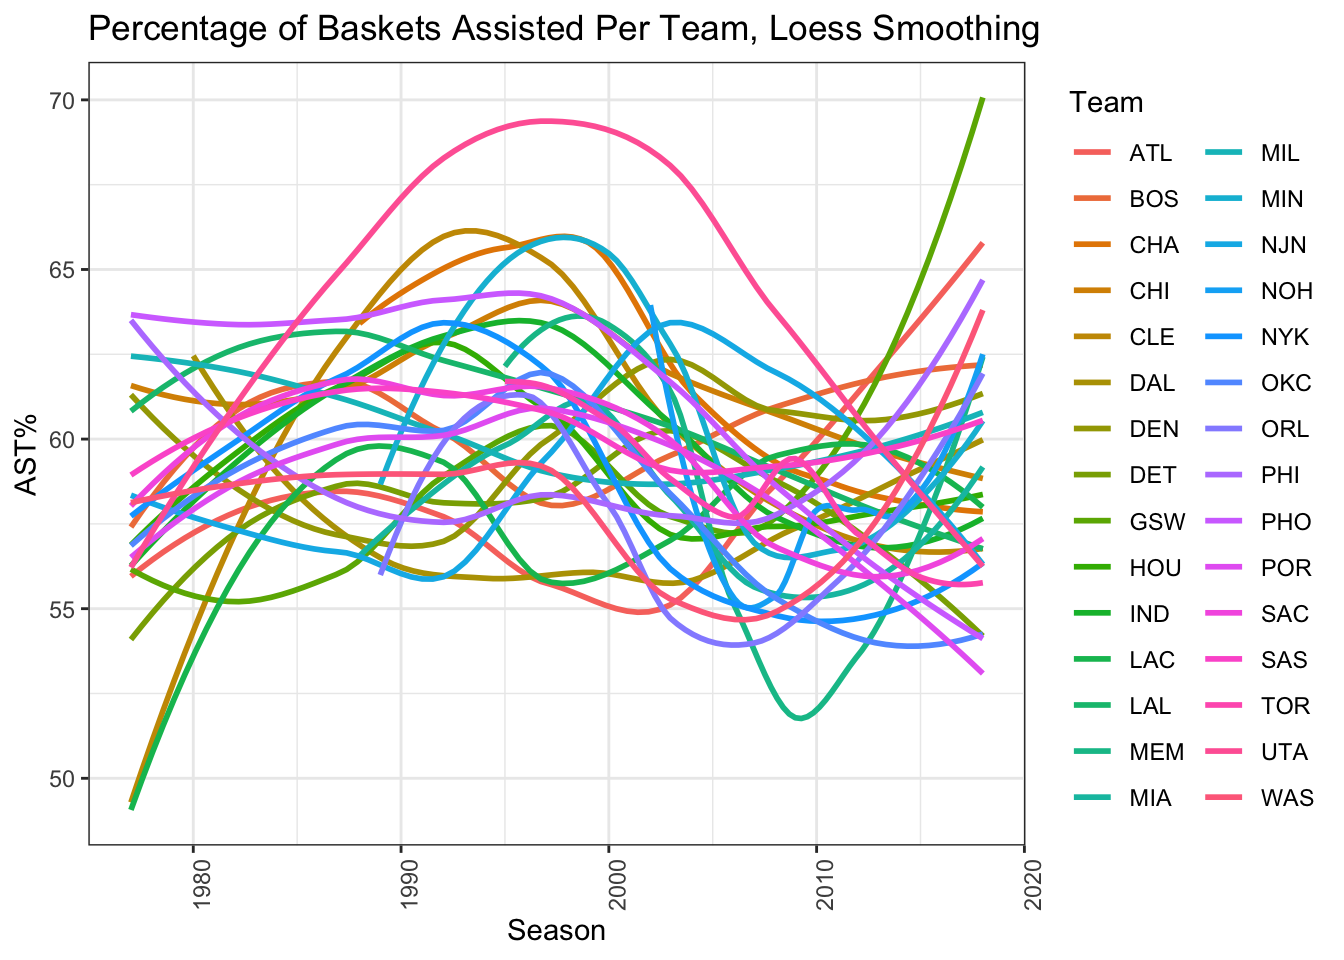 Percentage of Baskets Assisted Per Team, Loess Smoothing
AST%
70
65
60
55
50
1980
1990
2000
2010
2020
Season
Team
ATL
BOS
CHA
CHI
CLE
DAL
DEN
DET
GSW
HOU
IND
LAC
LAL
MEM
MIA
MIL
MIN
NJN
NOH
NYK
OKC
ORL
PHI
PHO
POR
SAC
SAS
TOR
UTA
WAS